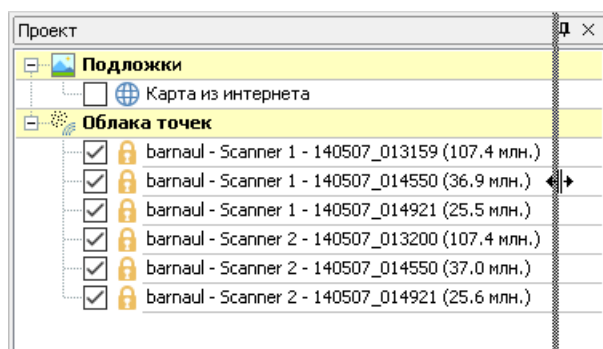 Проект
Подложки
Карта из интернета
Облака точек
barnaul - Scanner 1 - 140507_013159 (107.4 млн.)
barnaul - Scanner 1 - 140507_014550 (36.9 млн.)
barnaul - Scanner 1 - 140507_014921 (25.5 млн.)
barnaul - Scanner 2 - 140507_013200 (107.4 млн.)
barnaul - Scanner 2 - 140507_014550 (37.0 млн.)
barnaul - Scanner 2 - 140507_014921 (25.6 млн.)